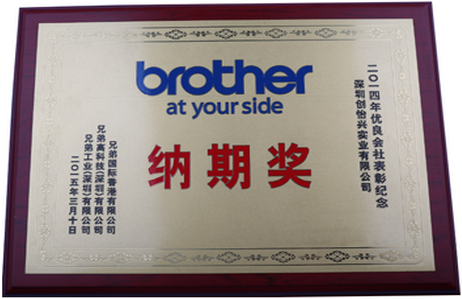 brother
at your side
纳期奖
二〇一四年优良会社表彰纪念
深圳创怡兴实业有限公司
兄弟国际香港有限公司
兄弟高科技(深圳)有限公司
兄弟工业(深圳)有限公司
二〇一五年三月十日